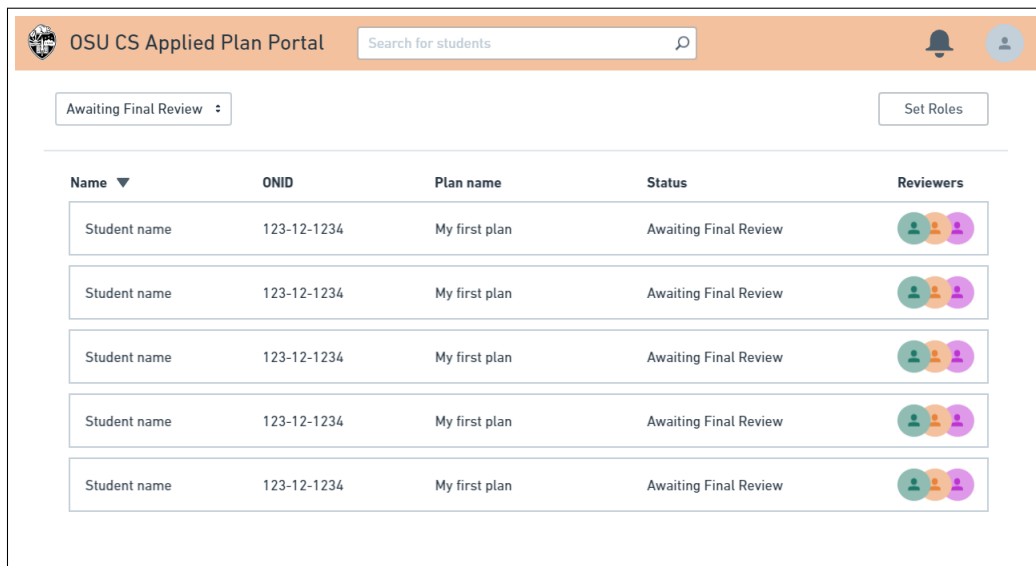 OSU CS Applied Plan Portal Search for students
Awaiting Final Review Set Roles
Name ONID Plan name Status Reviewers
Student name 123-12-1234 My first plan Awaiting Final Review
Student name 123-12-1234 My first plan Awaiting Final Review
Student name 123-12-1234 My first plan Awaiting Final Review
Student name 123-12-1234 My first plan Awaiting Final Review
Student name 123-12-1234 My first plan Awaiting Final Review